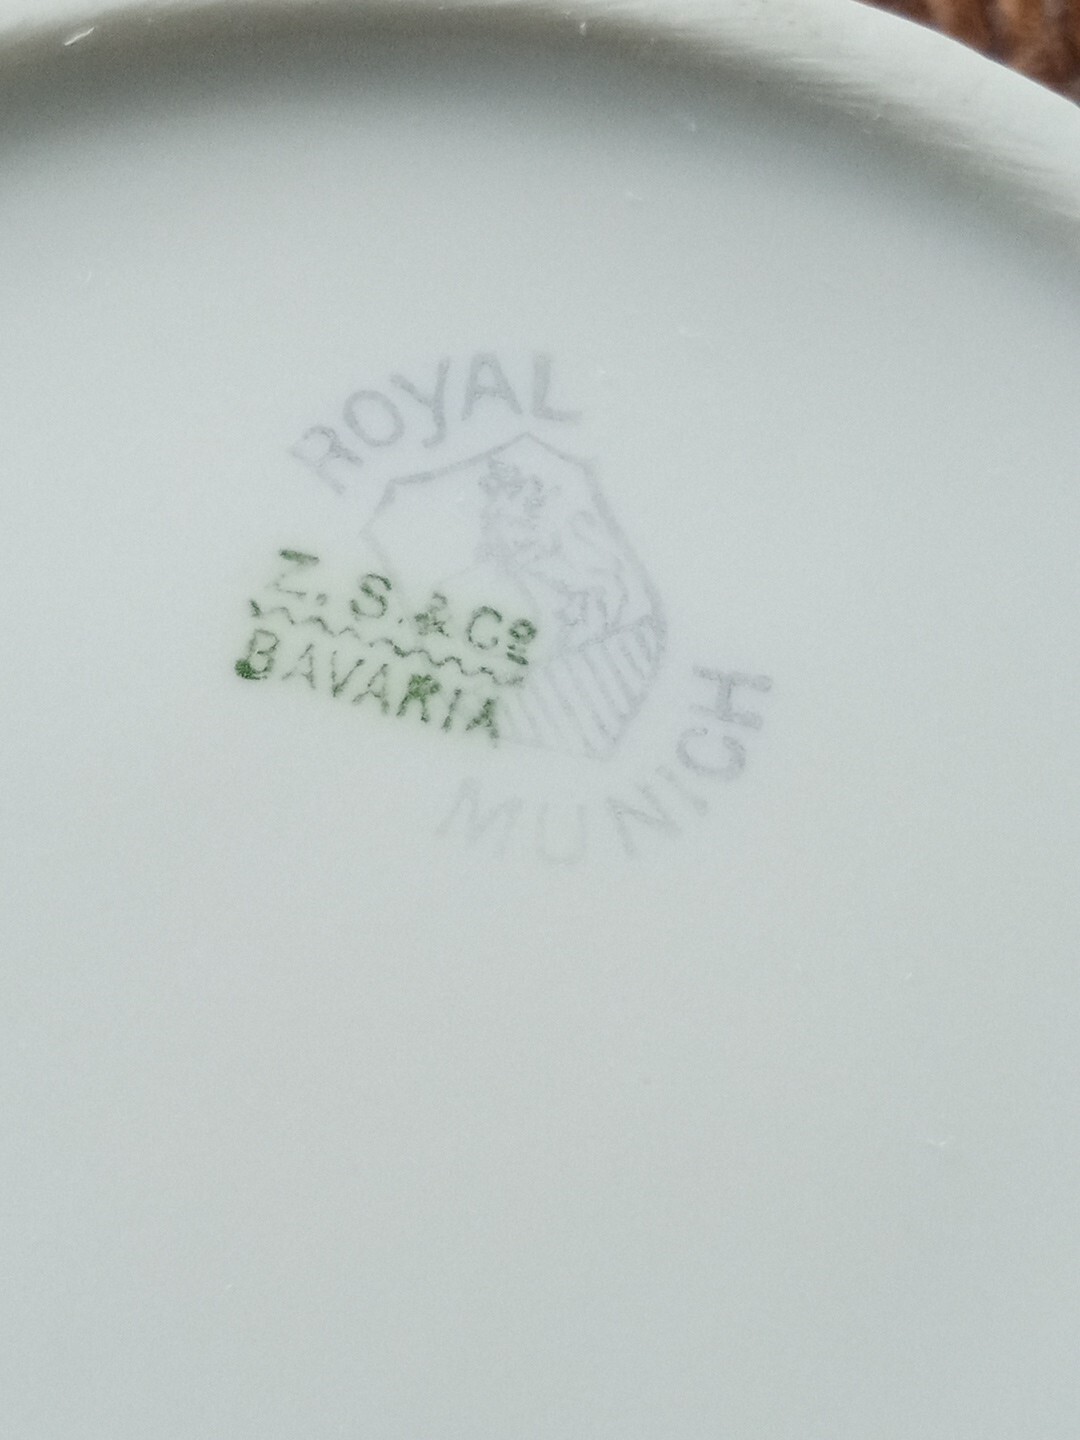 ROYAL
Z. S. & Cº
BAVARIA
MUNICH